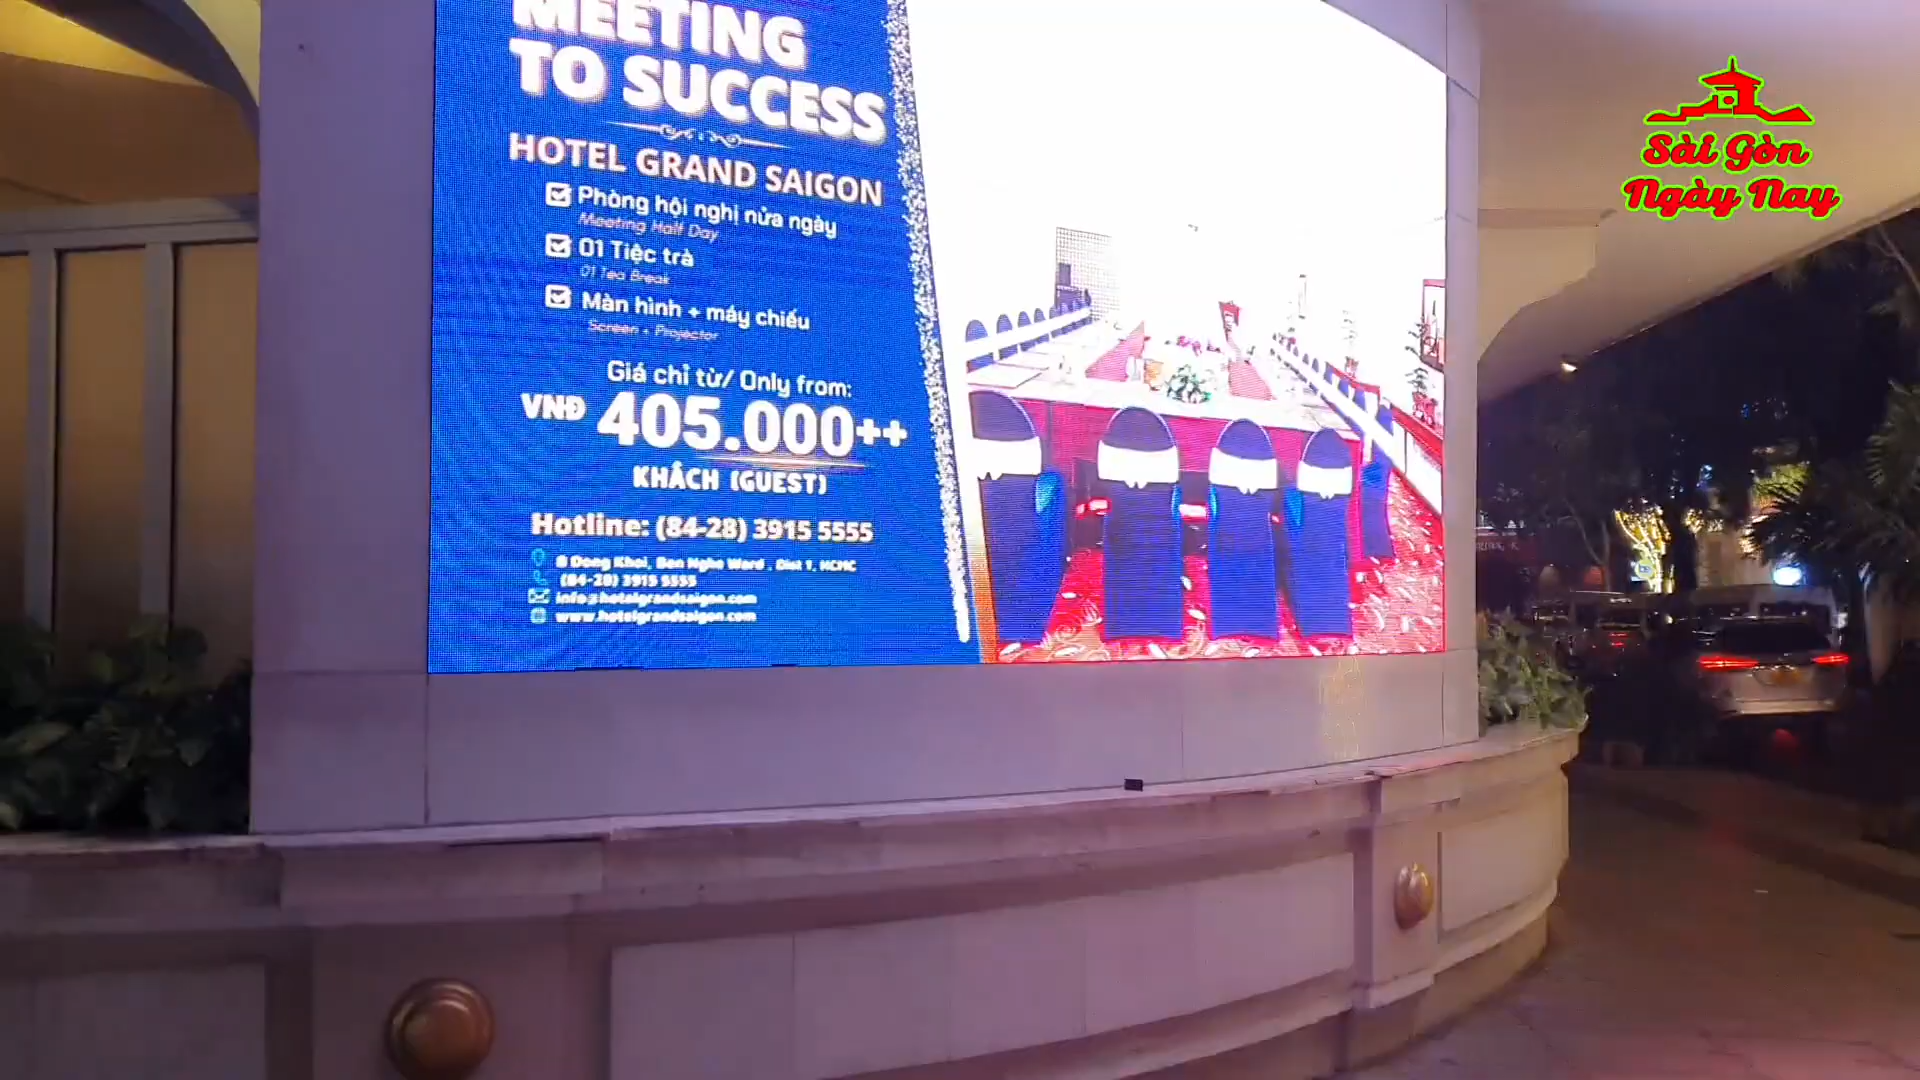 MEETING
TO SUCCESS
HOTEL GRAND SAIGON
Phòng hội nghị nửa ngày
Meeting Half Day
01 Tiệc trà
01 Tea Break
Màn hình + máy chiếu
Screen + Projector
Giá chỉ từ/ Only from:
VNĐ 405.000++
KHÁCH (GUEST)
Hotline: (84-28) 3915 5555
8 Dong Khoi, Ben Nghe Ward , Dist 1, HCMC
(84-28) 3915 5555
info@hotelgrandsaigon.com
www.hotelgrandsaigon.com
Sài Gòn
Ngày Nay